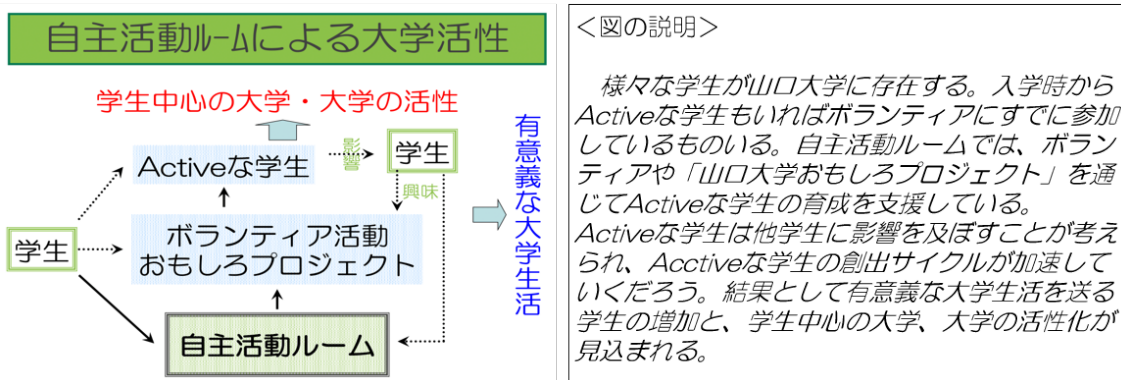 自主活動ﾙｰﾑによる大学活性
学生中心の大学・大学の活性
Activeな学生
影響
学生
興味
有意義な大学生活
学生
ボランティア活動
おもしろプロジェクト
自主活動ルーム
＜図の説明＞
様々な学生が山口大学に存在する。入学時から
Activeな学生もいればボランティアにすでに参加
しているものいる。自主活動ルームでは、ボラン
ティアや「山口大学おもしろプロジェクト」を通
じてActiveな学生の育成を支援している。
Activeな学生は他学生に影響を及ぼすことが考え
られ、Acctiveな学生の創出サイクルが加速して
いくだろう。結果として有意義な大学生活を送る
学生の増加と、学生中心の大学、大学の活性化が
見込まれる。